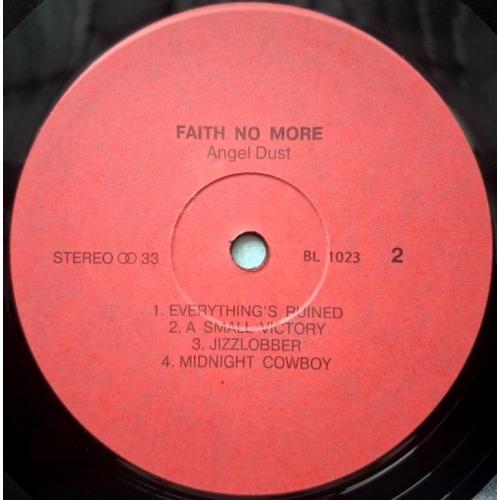 FAITH NO MORE
Angel Dust
STEREO ꝏ 33 BL 1023 2
1. EVERYTHING'S RUINED
2. A SMALL VICTORY
3. JIZZLOBBER
4. MIDNIGHT COWBOY